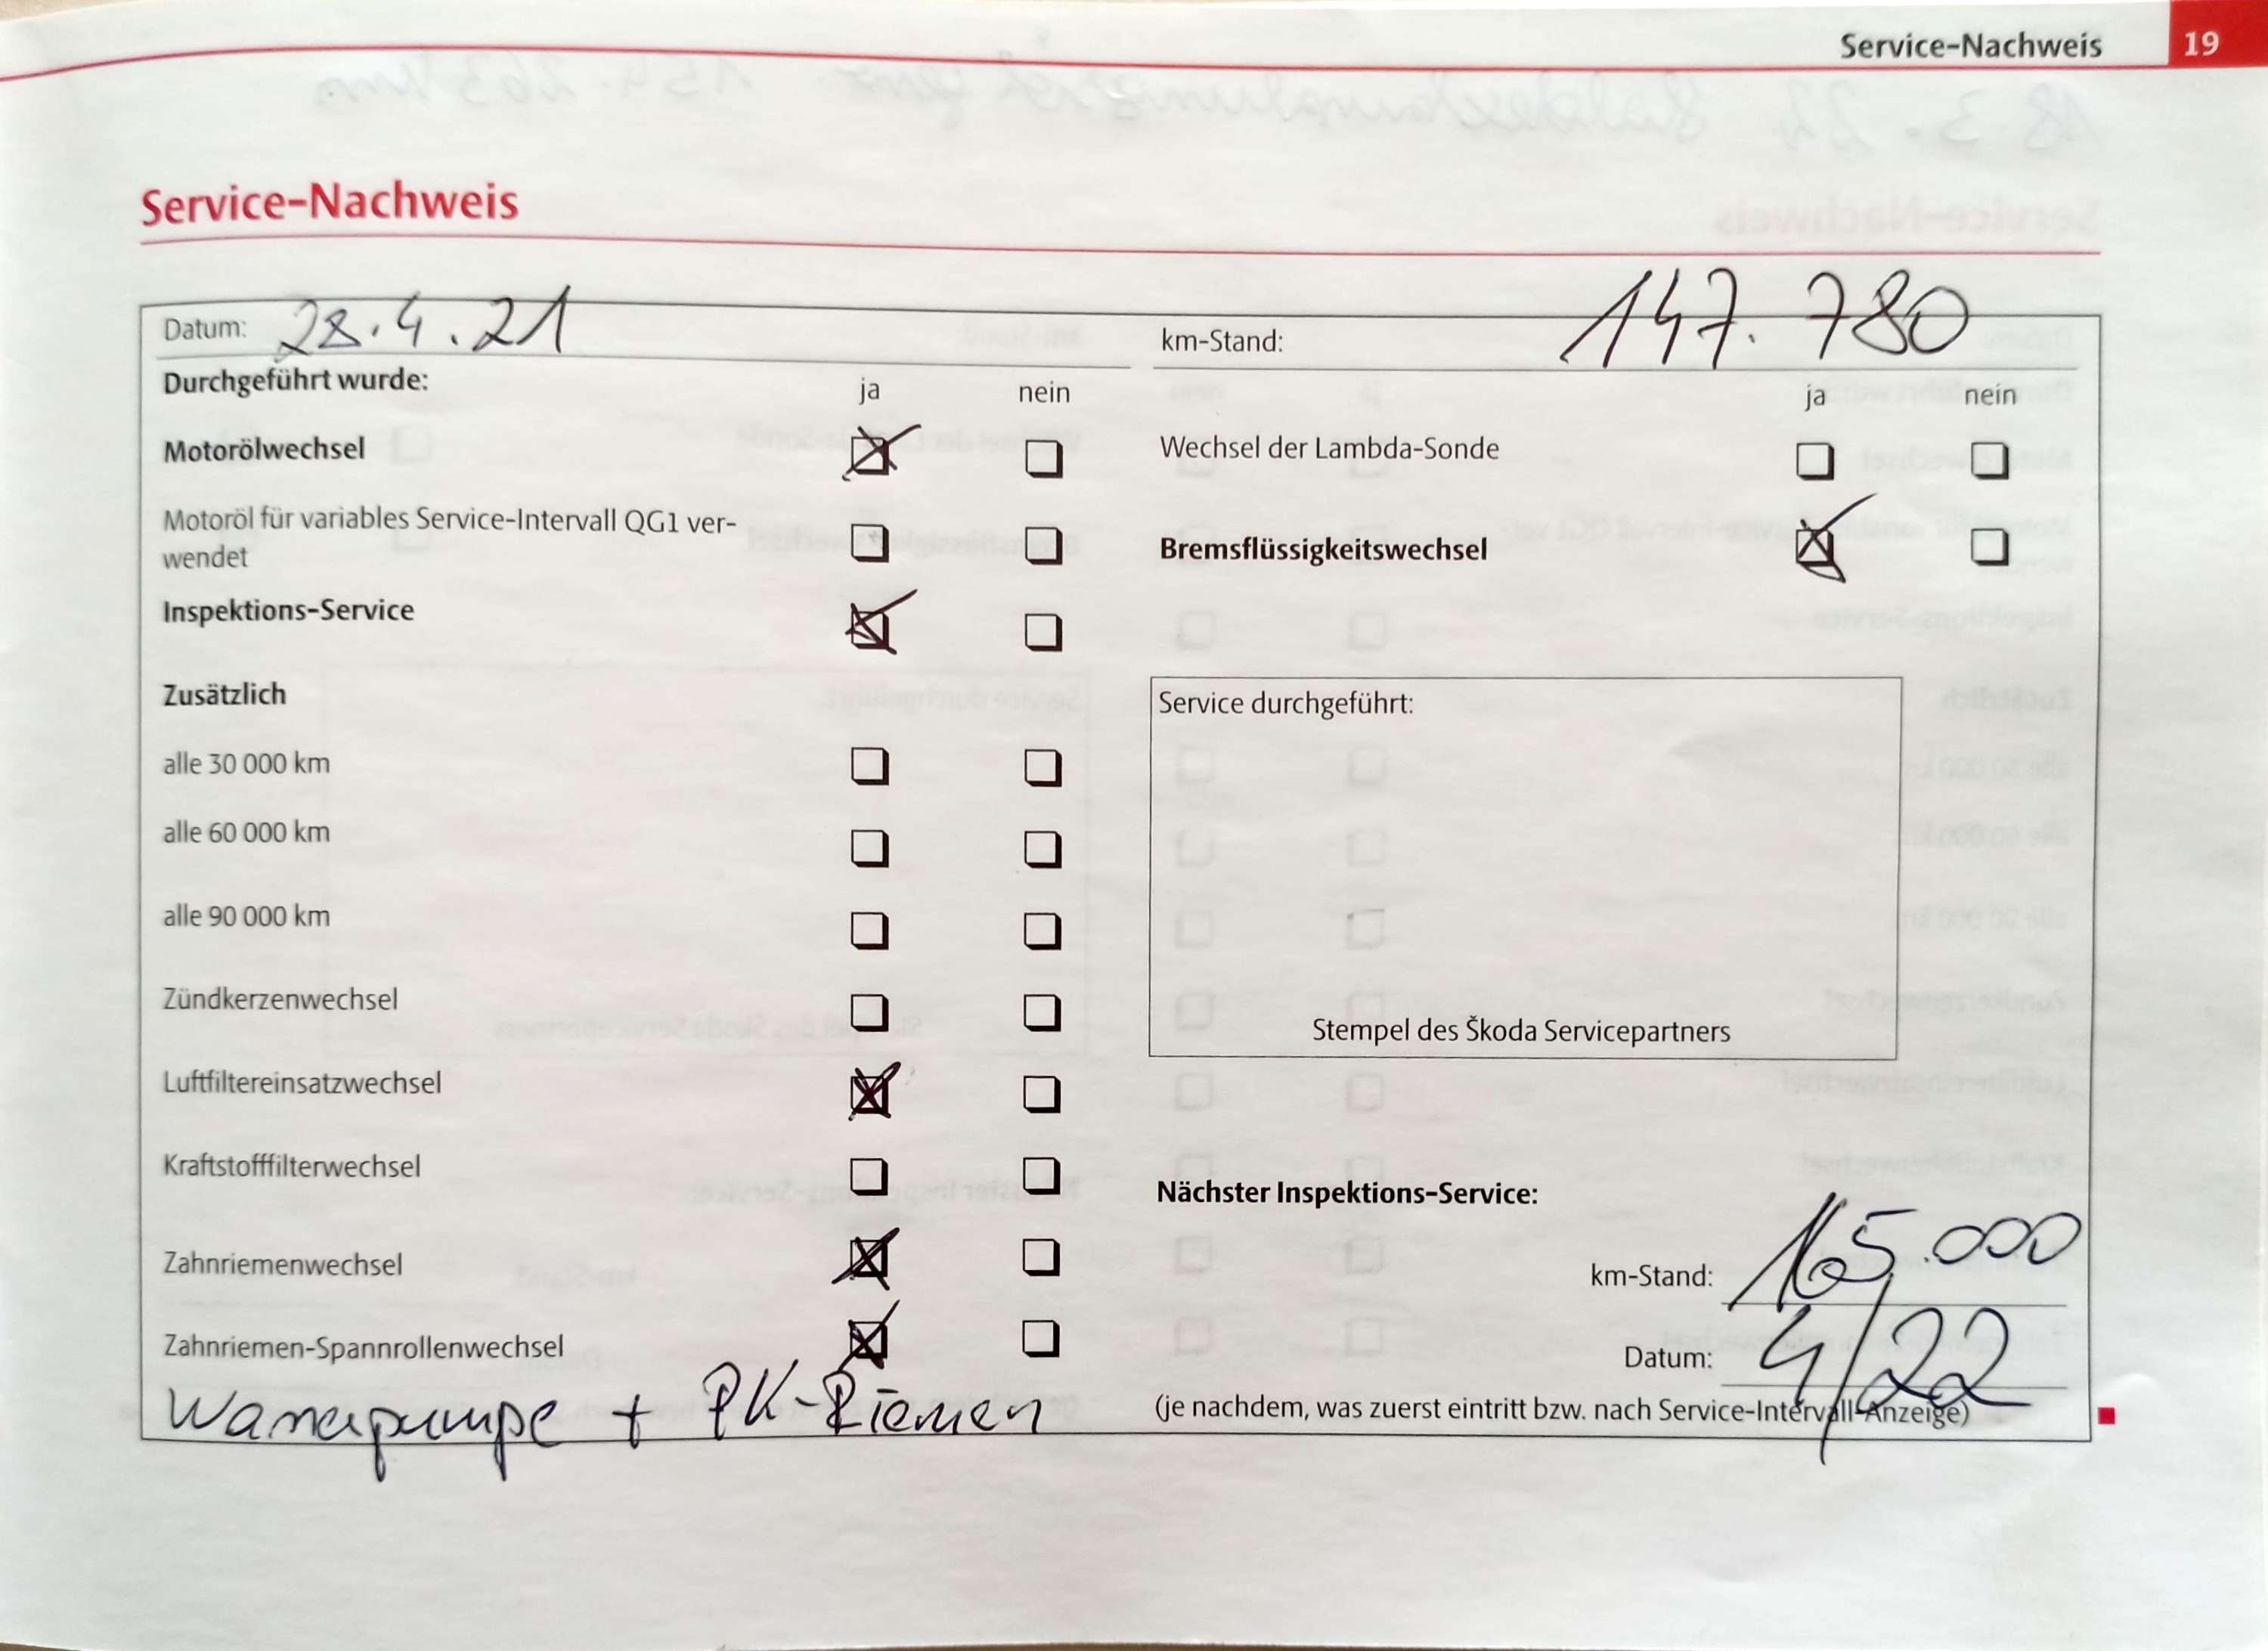 Service-Nachweis 19
Service-Nachweis
Datum: 28.4.21
km-Stand: 147.780
Durchgeführt wurde:
ja nein
ja nein
Motorölwechsel
Wechsel der Lambda-Sonde
Motoröl für variables Service-Intervall QG1 ver-
wendet
Bremsflüssigkeitswechsel
Inspektions-Service
Zusätzlich
alle 30 000 km
alle 60 000 km
alle 90 000 km
Zündkerzenwechsel
Luftfiltereinsatzwechsel
Kraftstofffilterwechsel
Zahnriemenwechsel
Zahnriemen-Spannrollenwechsel
Wasserpumpe + PK-Riemen
Service durchgeführt:
Stempel des Škoda Servicepartners
Nächster Inspektions-Service:
km-Stand: 165.000
Datum: 4/22
(je nachdem, was zuerst eintritt bzw. nach Service-Intervall-Anzeige)